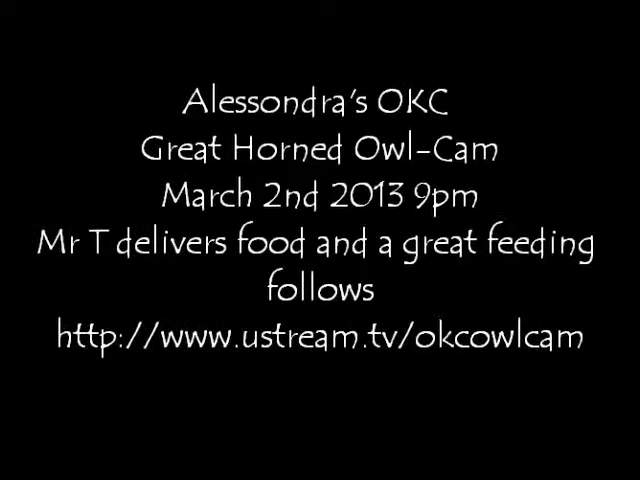 Alessondra's OKC
Great Horned Owl-Cam
March 2nd 2013 9pm
Mr T delivers food and a great feeding
follows
http://www.ustream.tv/okcowlcam